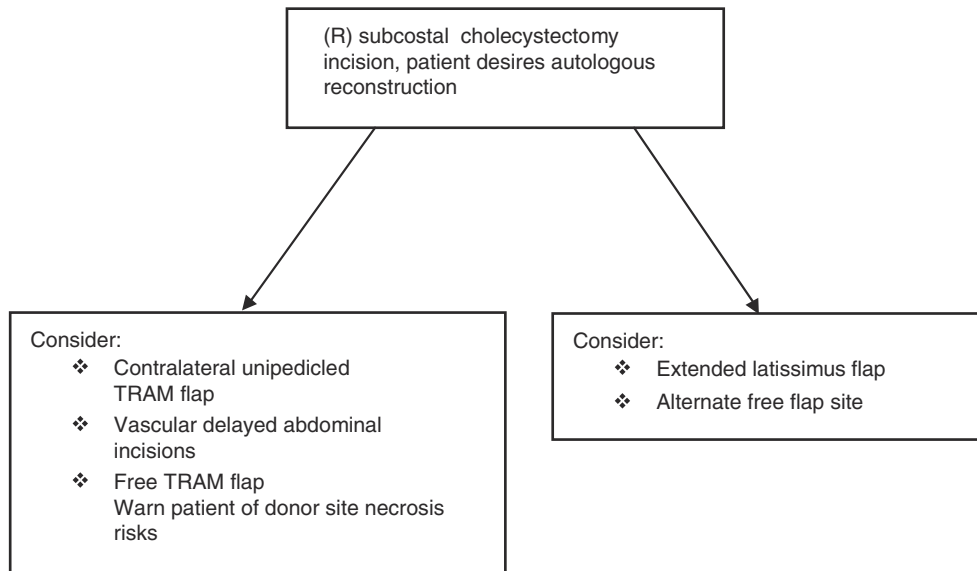 (R) subcostal cholecystectomy
incision, patient desires autologous
reconstruction
Consider:
❖ Contralateral unipedicled
TRAM flap
❖ Vascular delayed abdominal
incisions
❖ Free TRAM flap
Warn patient of donor site necrosis
risks
Consider:
❖ Extended latissimus flap
❖ Alternate free flap site